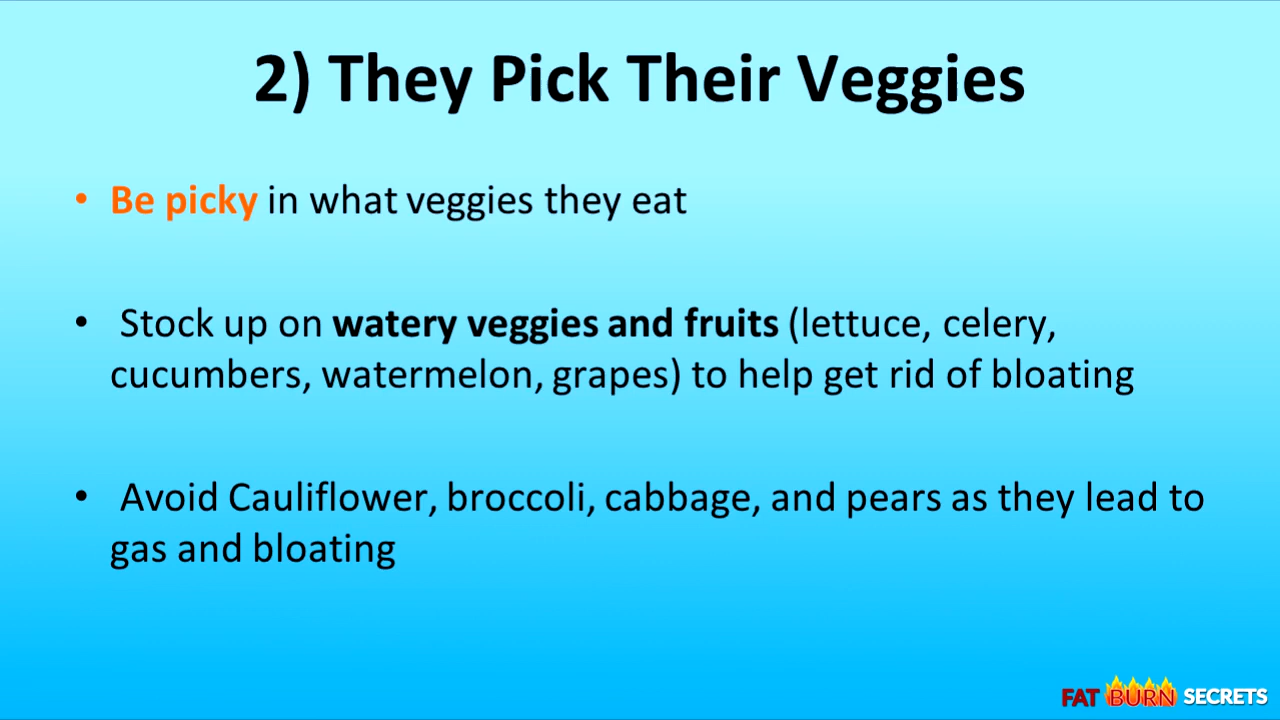 2) They Pick Their Veggies
• Be picky in what veggies they eat
• Stock up on watery veggies and fruits (lettuce, celery,
cucumbers, watermelon, grapes) to help get rid of bloating
• Avoid Cauliflower, broccoli, cabbage, and pears as they lead to
gas and bloating
FAT BURN SECRETS